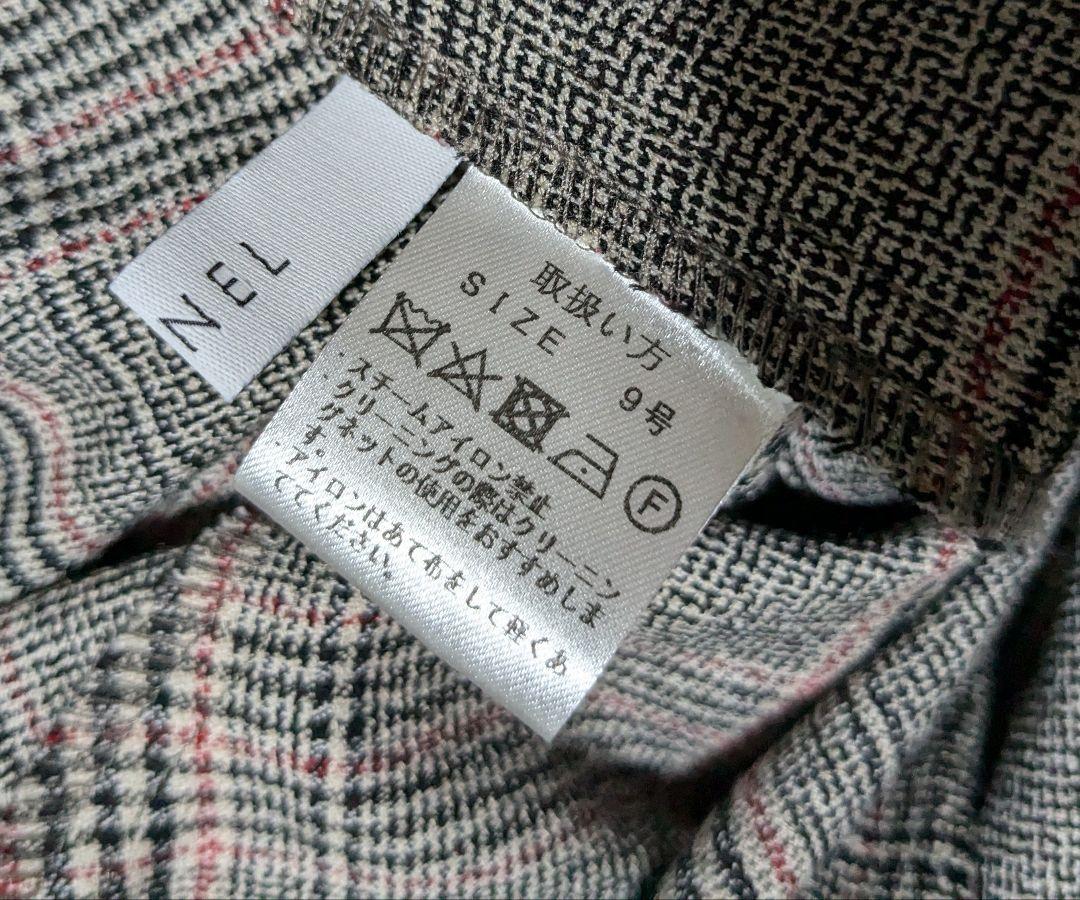 NEL
取扱い方
SIZE 9号
F
・スチームアイロン禁止
・クリーニングの際はクリーニン
グネットの使用をおすすめしま
す
・アイロンはあて布をして軽くあ
ててください。